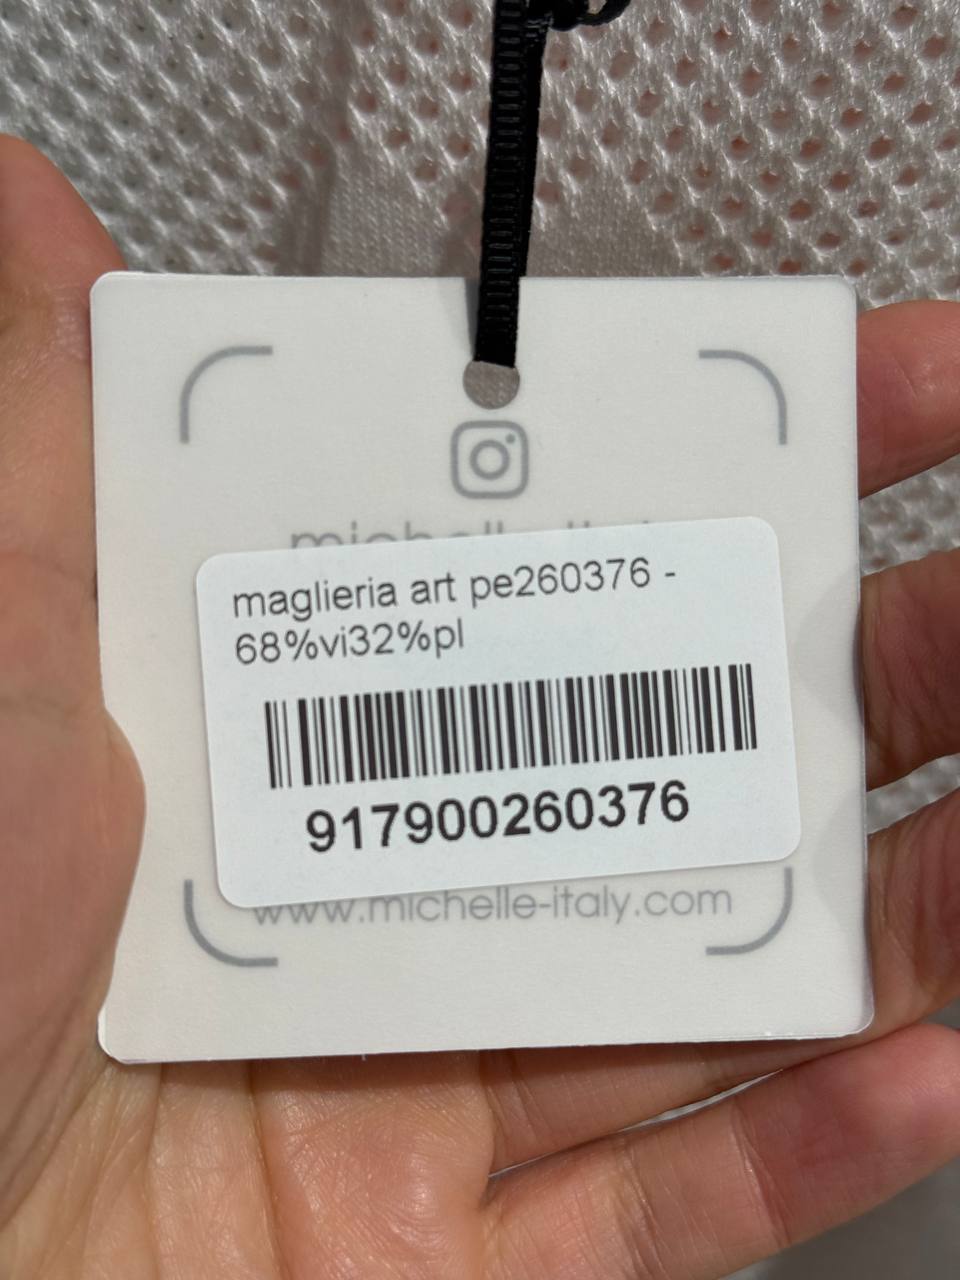 maglieria art pe260376 -
68%vi32%pl
917900260376
www.michelle-italy.com